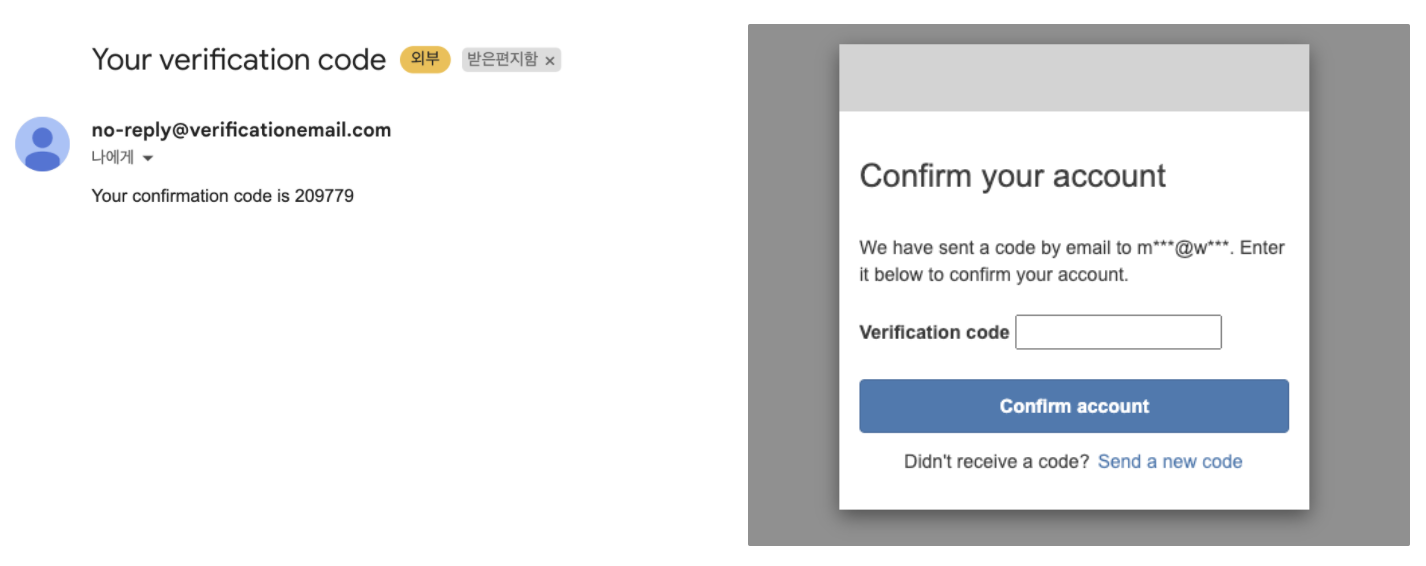 Your verification code 외부 받은편지함 ×
no-reply@verificationemail.com
나에게
Your confirmation code is 209779
Confirm your account
We have sent a code by email to m***@w***. Enter
it below to confirm your account.
Verification code
Confirm account
Didn't receive a code? Send a new code